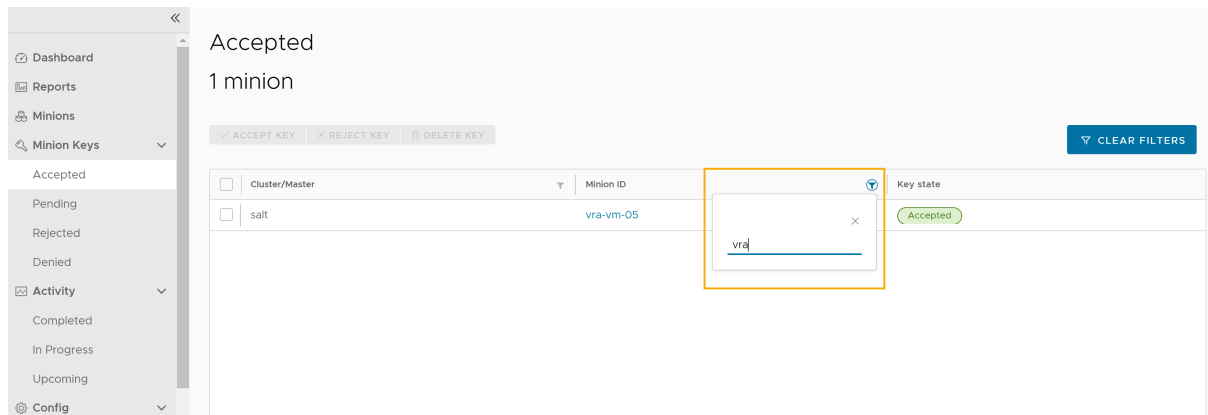 Dashboard
Reports
Minions
Minion Keys
Accepted
Pending
Rejected
Denied
Activity
Completed
In Progress
Upcoming
Config
Accepted
1 minion
ACCEPT KEY REJECT KEY DELETE KEY
CLEAR FILTERS
Cluster/Master Minion ID Key state
salt vra-vm-05 Accepted
vra